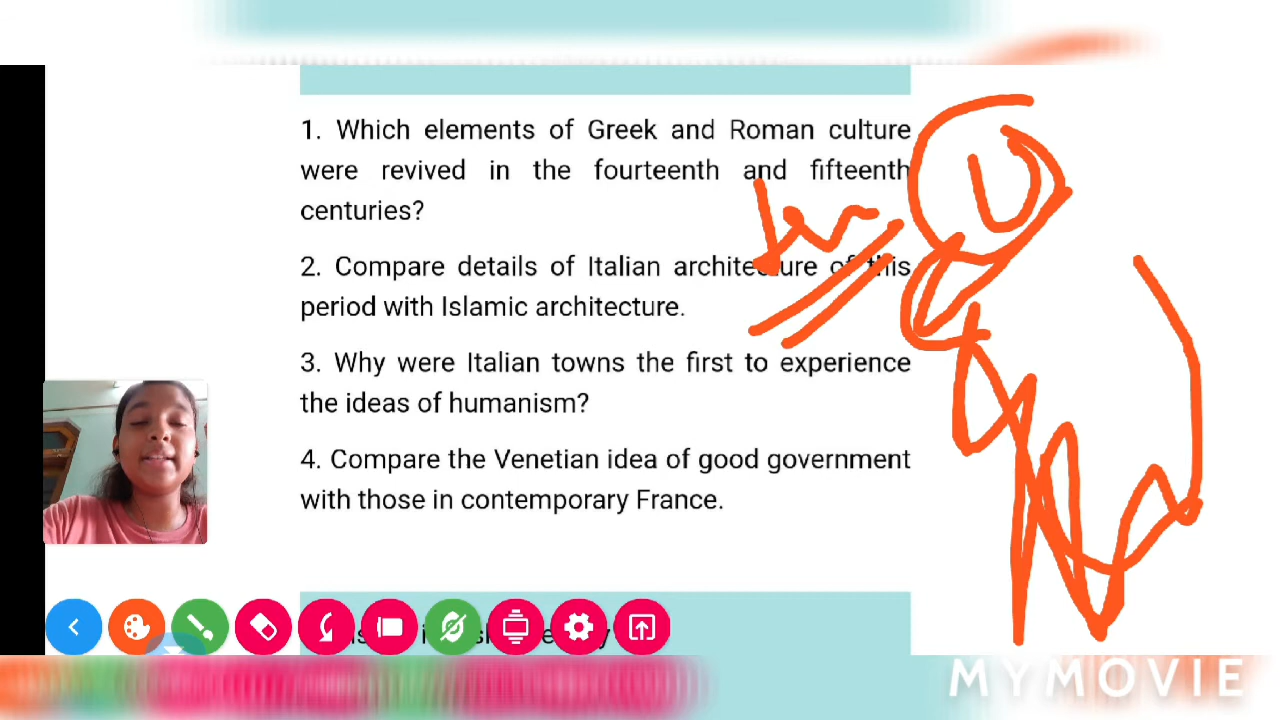 1. Which elements of Greek and Roman culture
were revived in the fourteenth and fifteenth
centuries?
2. Compare details of Italian architecture of this
period with Islamic architecture.
3. Why were Italian towns the first to experience
the ideas of humanism?
4. Compare the Venetian idea of good government
with those in contemporary France.
MYMOVIE